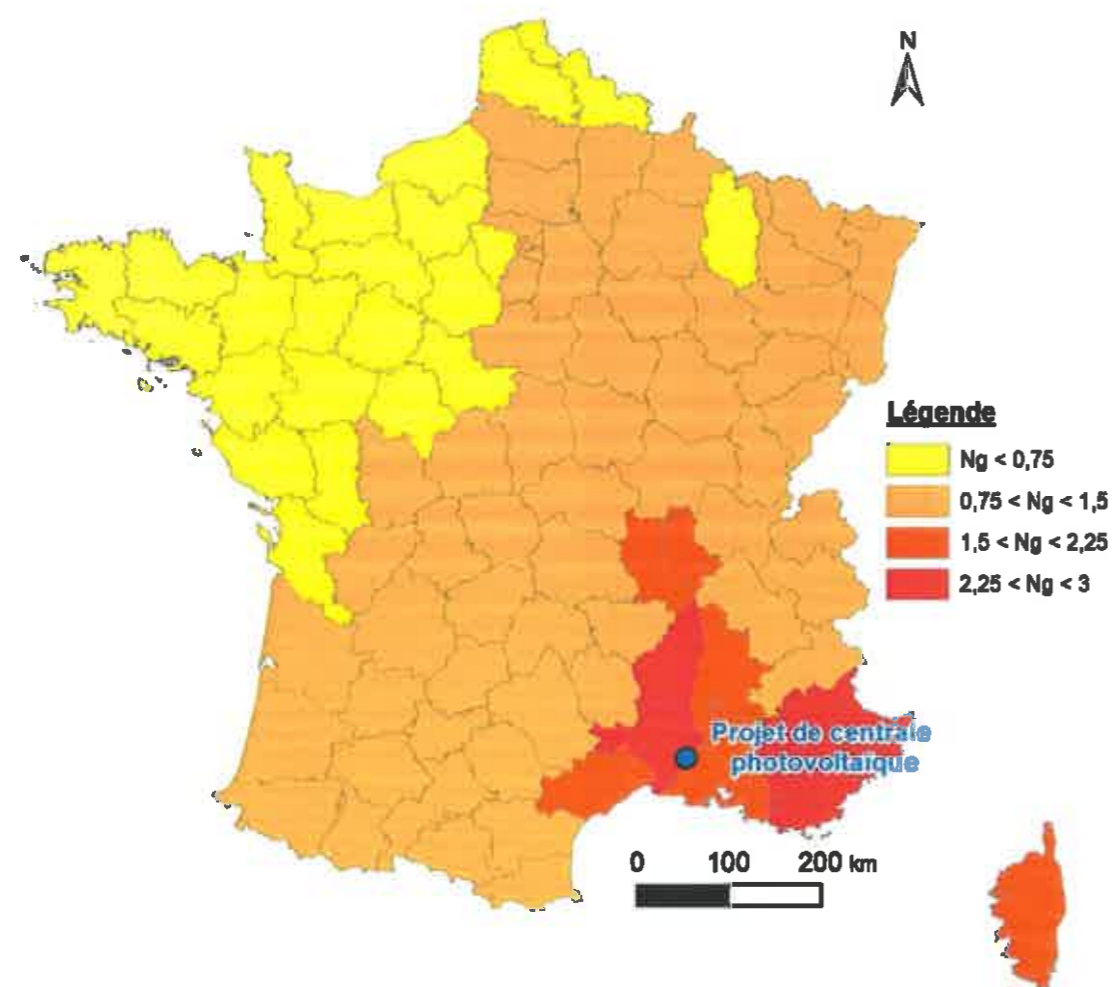 N
Légende
Ng < 0,75
0,75 < Ng < 1,5
1,5 < Ng < 2,25
2,25 < Ng < 3
Projet de centrale
photovoltaïque
0 100 200 km